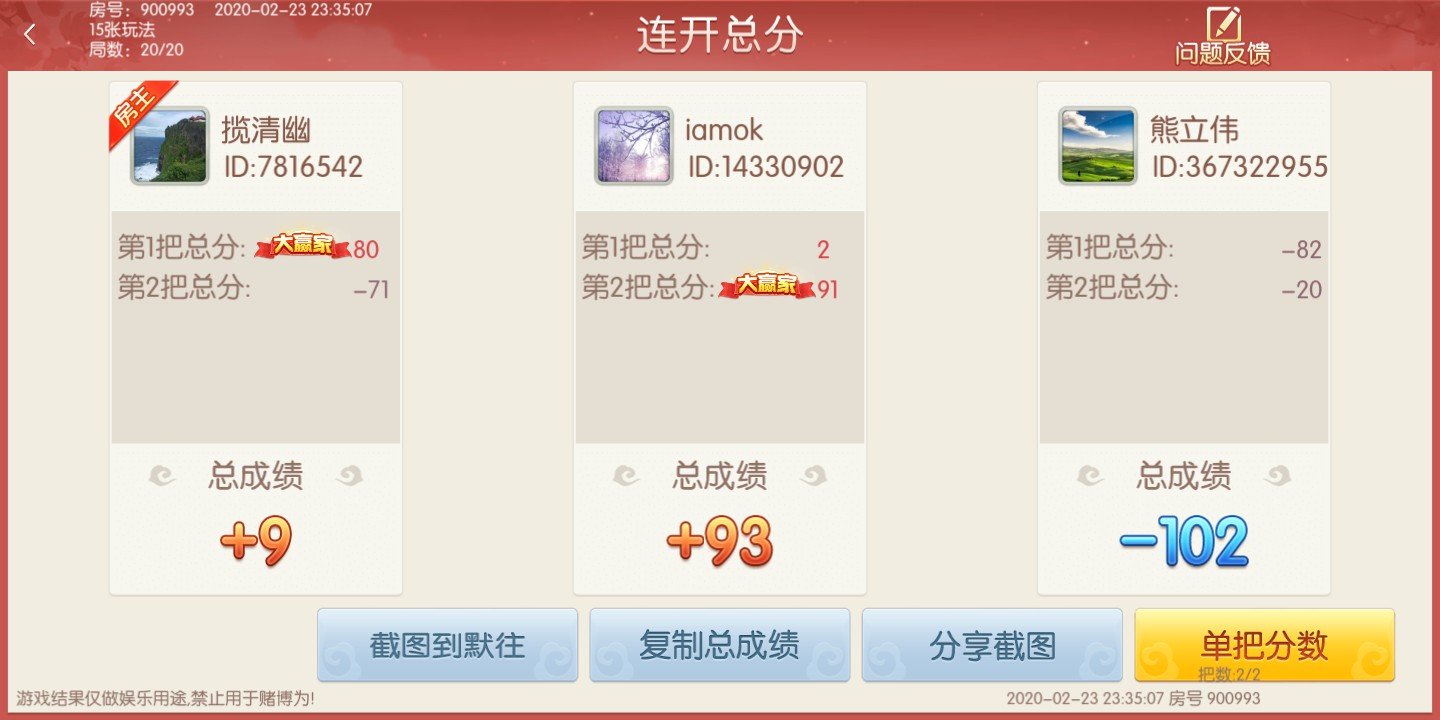 房号：900993 2020-02-23 23:35:07
15张玩法
局数：20/20
连开总分
问题反馈
房主
揽清幽
ID:7816542
第1把总分: 大赢家 80
第2把总分: -71
总成绩
+9
iamok
ID:14330902
第1把总分: 2
第2把总分: 大赢家 91
总成绩
+93
熊立伟
ID:367322955
第1把总分: -82
第2把总分: -20
总成绩
-102
截图到默往
复制总成绩
分享截图
单把分数
把数:2/2
游戏结果仅做娱乐用途,禁止用于赌博为!
2020-02-23 23:35:07 房号 900993